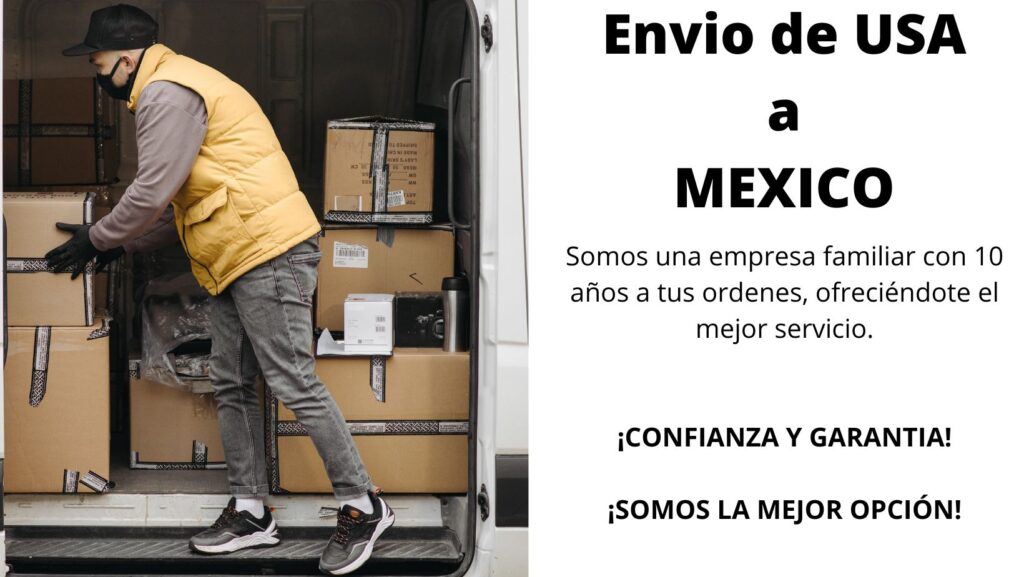 Envio de USA
a
MEXICO
Somos una empresa familiar con 10
años a tus ordenes, ofreciéndote el
mejor servicio.
¡CONFIANZA Y GARANTIA!
¡SOMOS LA MEJOR OPCIÓN!